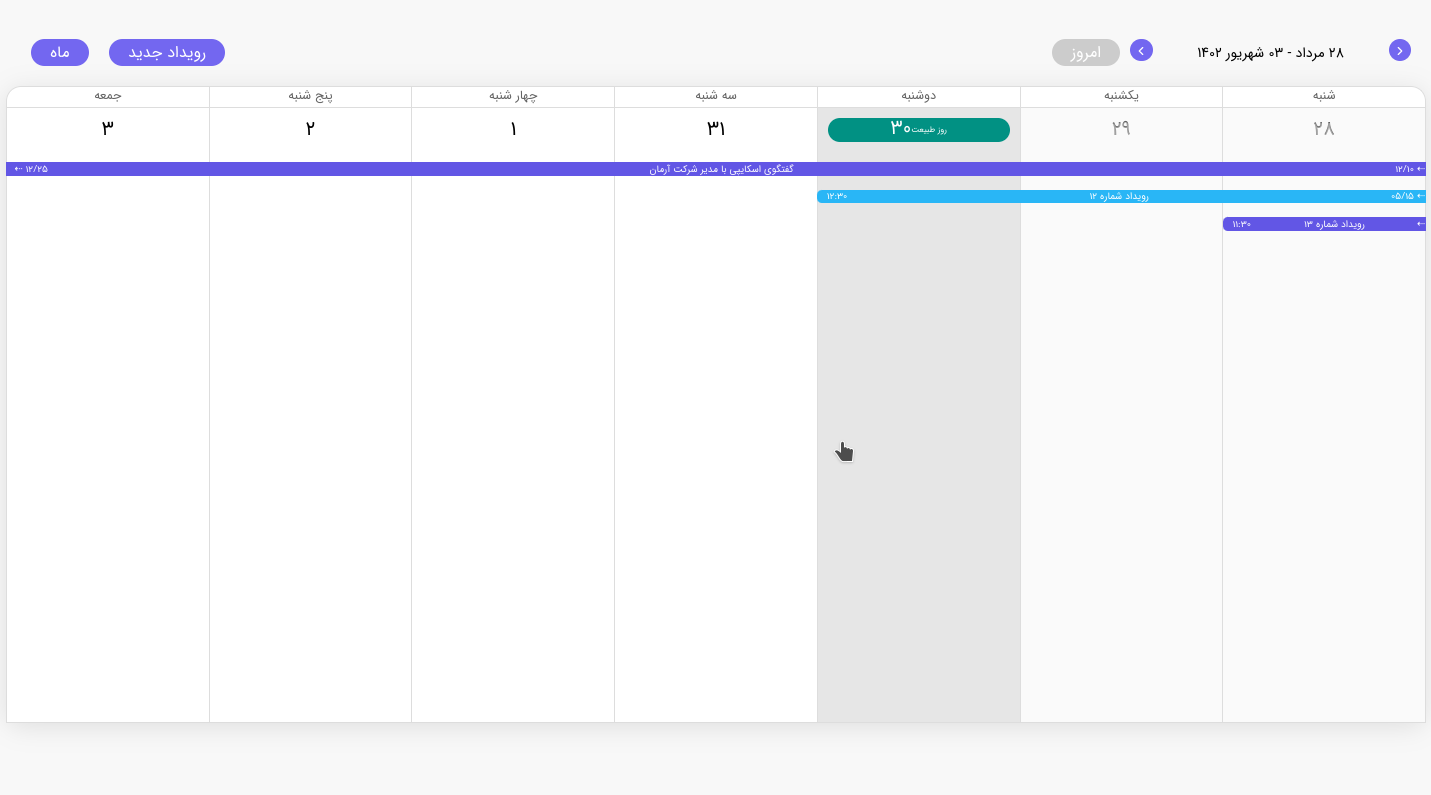 ۲۸ مرداد - ۰۳ شهریور ۱۴۰۲
امروز
رویداد جدید
ماه
شنبه
یکشنبه
دوشنبه
سه شنبه
چهار شنبه
پنج شنبه
جمعه
۲۸
۲۹
روز طبیعت ۳۰
۳۱
۱
۲
۳
← ۱۲/۱۰
گفتگوی اسکایپی با مدیر شرکت آرمان
۱۲/۲۵ ←
← ۰۵/۱۵
رویداد شماره ۱۲
۱۲:۳۰
←
رویداد شماره ۱۳
۱۱:۳۰